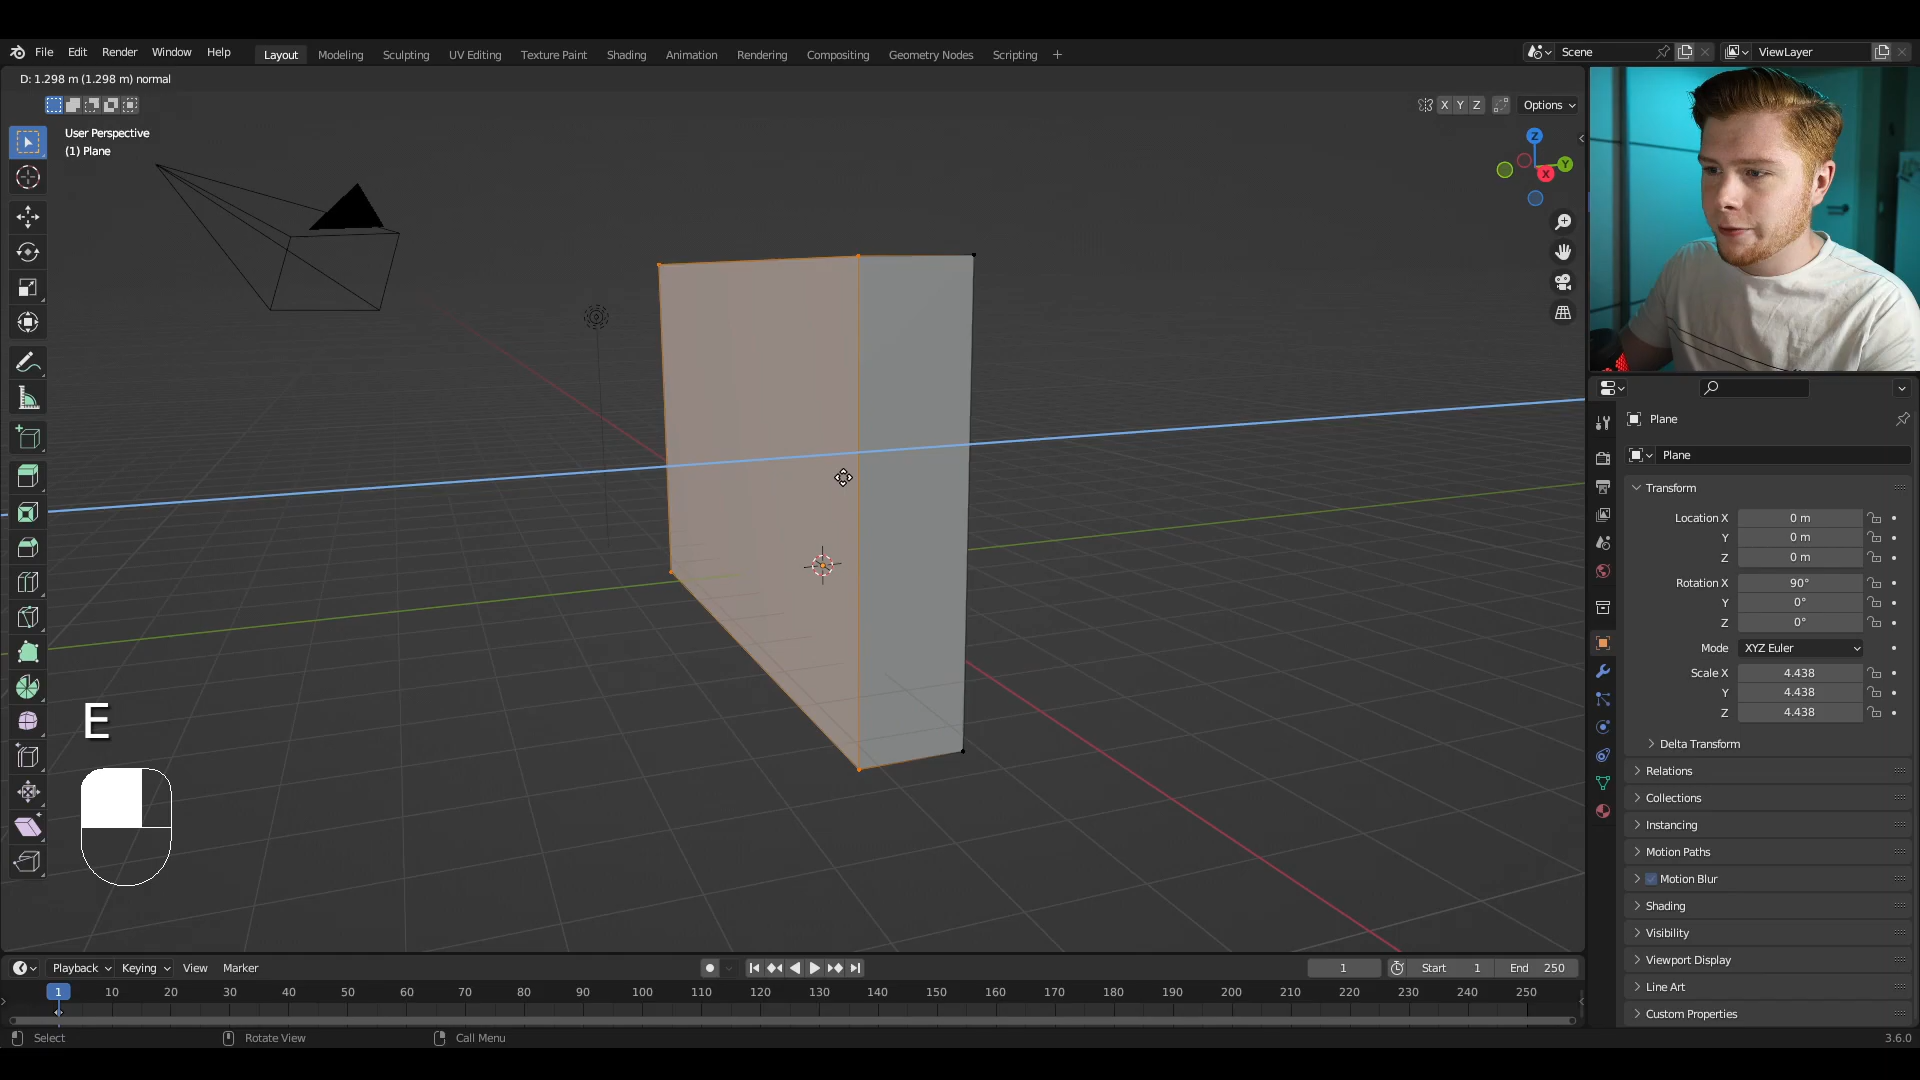 File Edit Render Window Help Layout Modeling Sculpting UV Editing Texture Paint Shading Animation Rendering Compositing Geometry Nodes Scripting + Scene ViewLayer
D: 1.298 m (1.298 m) normal
X Y Z Options
User Perspective
(1) Plane
Z
Y
X
Plane
Plane
Transform
Location X 0 m
Y 0 m
Z 0 m
Rotation X 90°
Y 0°
Z 0°
Mode XYZ Euler
Scale X 4.438
Y 4.438
Z 4.438
E
Delta Transform
Relations
Collections
Instancing
Motion Paths
Motion Blur
Shading
Visibility
Viewport Display
Line Art
Custom Properties
Playback Keying View Marker 1 Start 1 End 250
1 10 20 30 40 50 60 70 80 90 100 110 120 130 140 150 160 170 180 190 200 210 220 230 240 250
Select Rotate View Call Menu 3.6.0